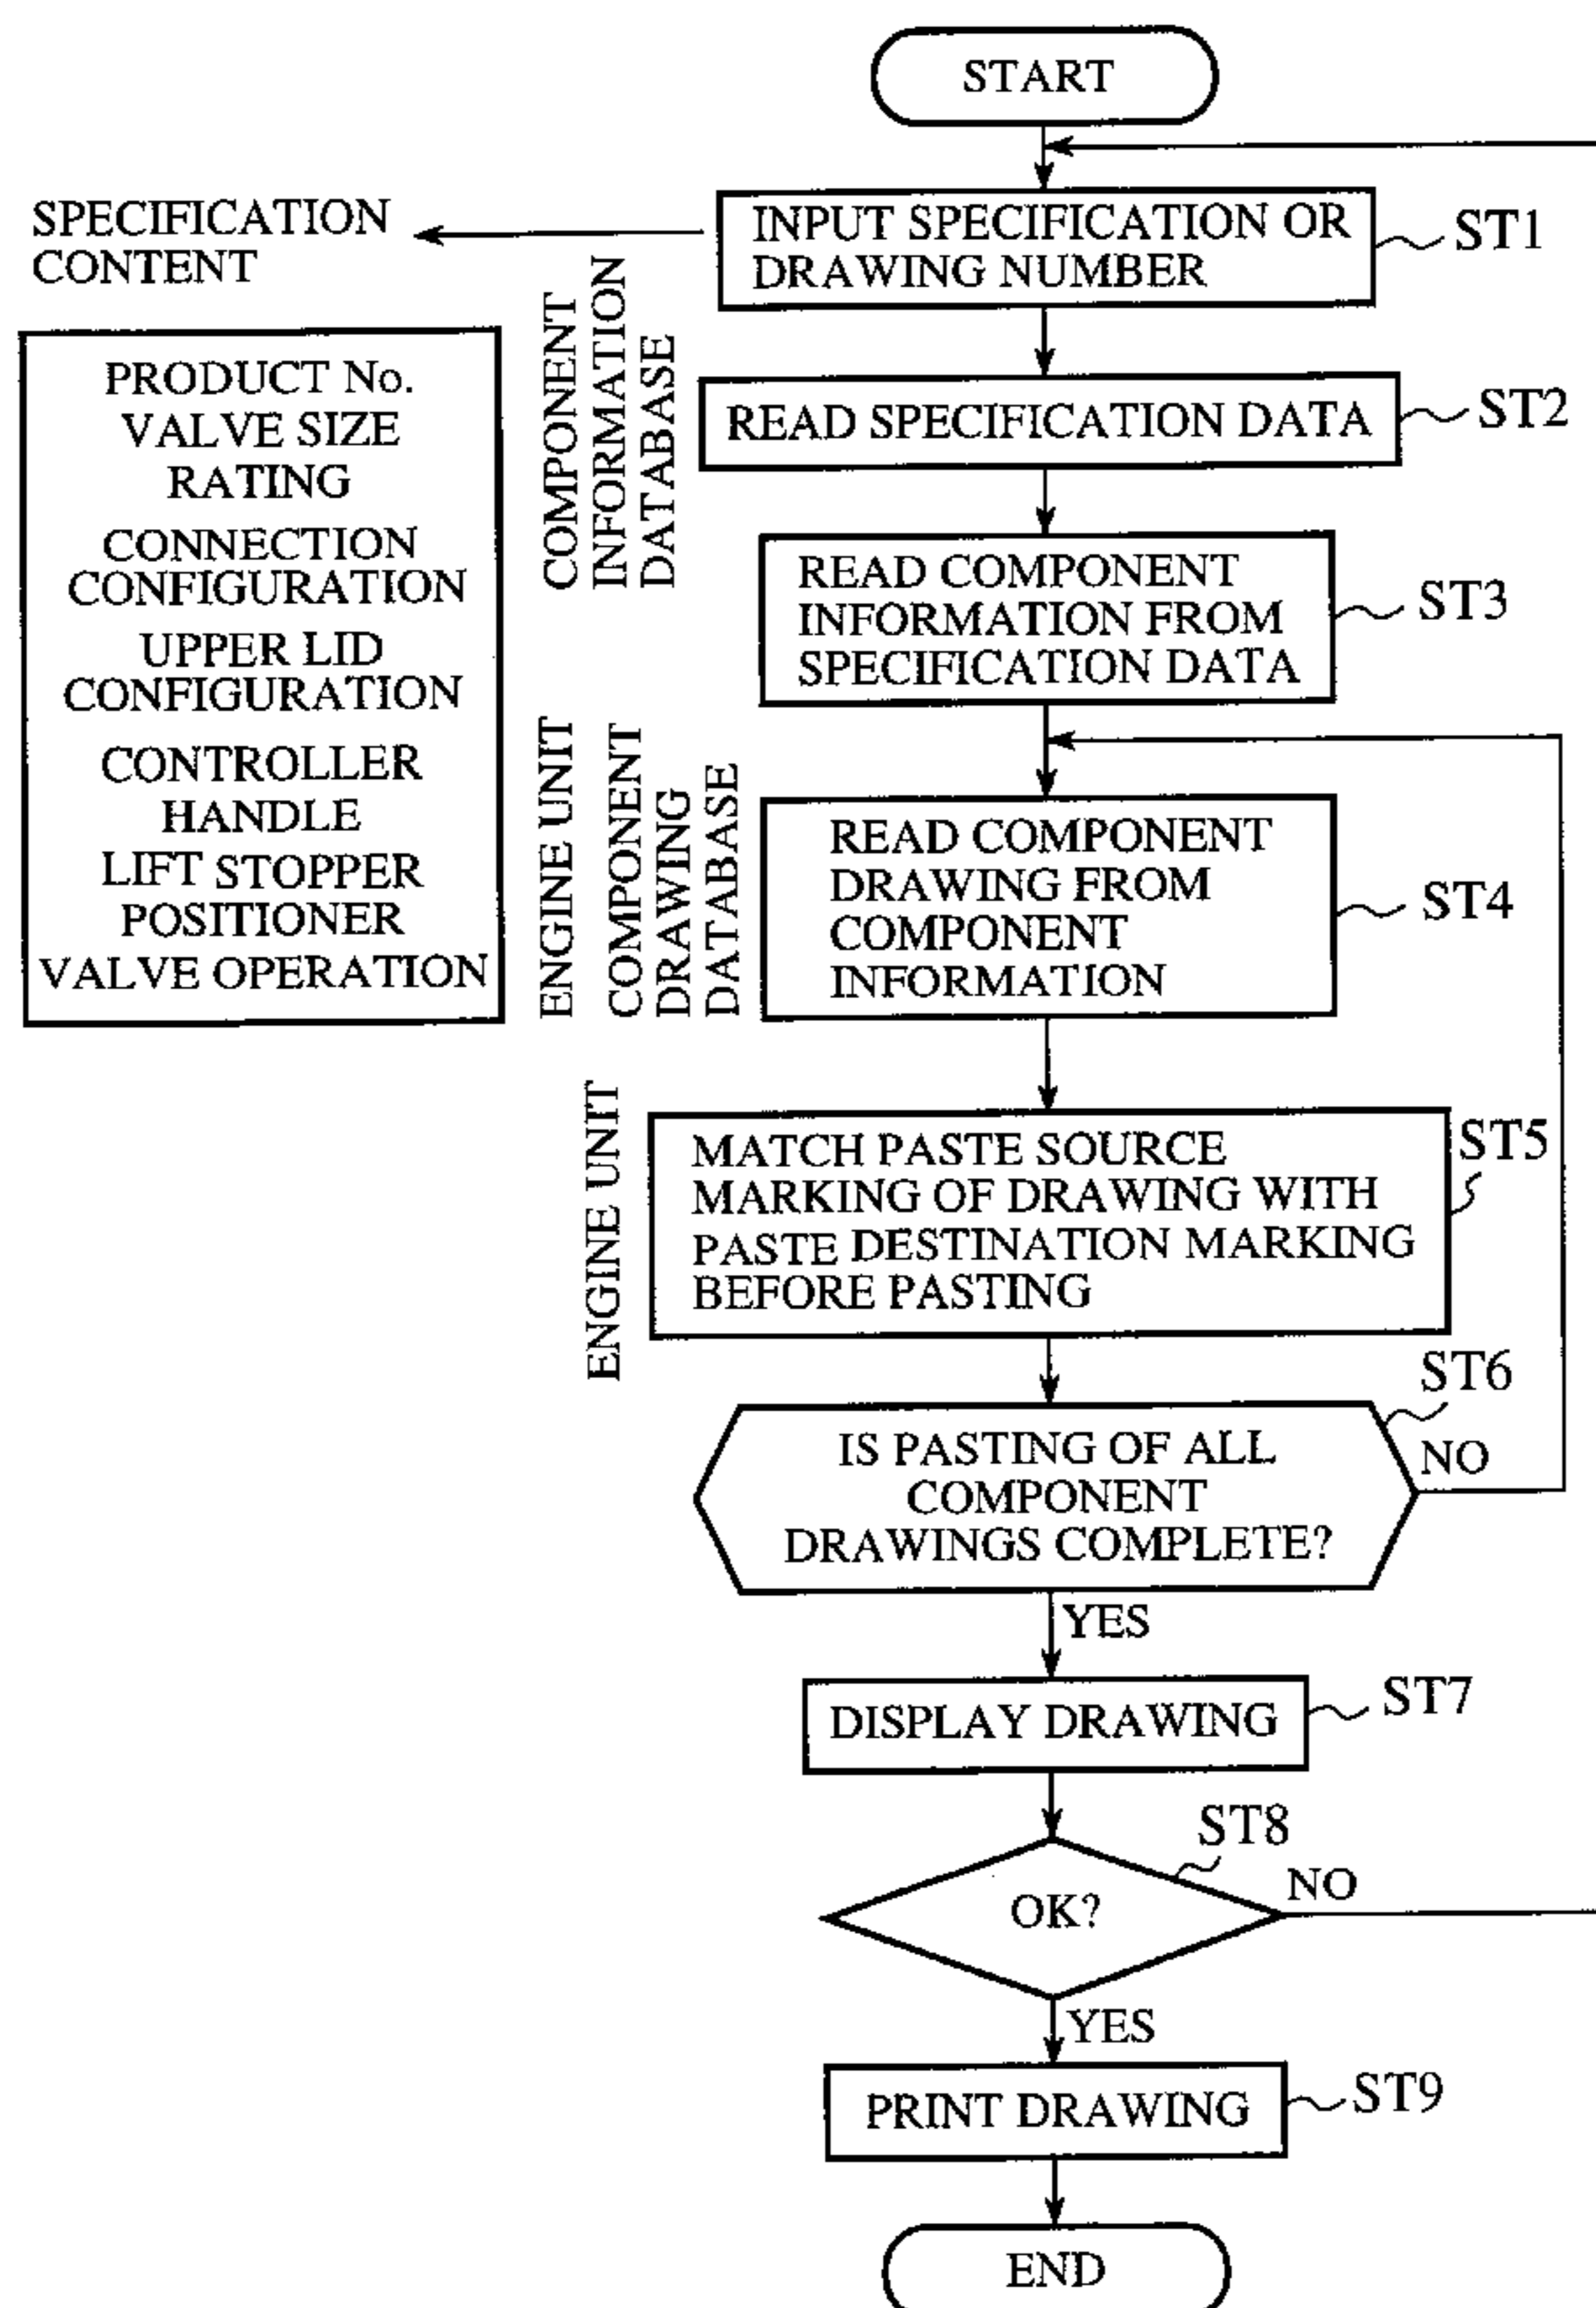 START
SPECIFICATION
CONTENT
INPUT SPECIFICATION OR
DRAWING NUMBER
ST1
PRODUCT No.
VALVE SIZE
RATING
CONNECTION
CONFIGURATION
UPPER LID
CONFIGURATION
CONTROLLER
HANDLE
LIFT STOPPER
POSITIONER
VALVE OPERATION
COMPONENT
INFORMATION
DATABASE
READ SPECIFICATION DATA
ST2
READ COMPONENT
INFORMATION FROM
SPECIFICATION DATA
ST3
ENGINE UNIT
COMPONENT
DRAWING
DATABASE
READ COMPONENT
DRAWING FROM
COMPONENT
INFORMATION
ST4
ENGINE UNIT
MATCH PASTE SOURCE
MARKING OF DRAWING WITH
PASTE DESTINATION MARKING
BEFORE PASTING
ST5
IS PASTING OF ALL
COMPONENT
DRAWINGS COMPLETE?
ST6
NO
YES
DISPLAY DRAWING
ST7
OK?
ST8
NO
YES
PRINT DRAWING
ST9
END